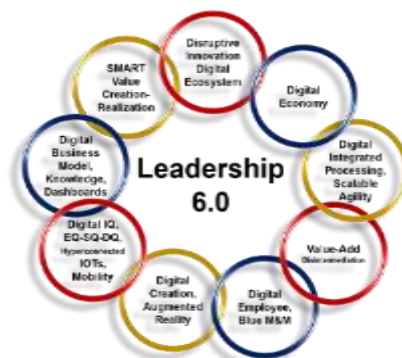 Disruptive
Innovation
Digital
Ecosystem
Digital
Economy
Digital
Integrated
Processing,
Scalable
Agility
Value-Add
Disintermediation
Digital
Employee,
Blue M&M
Digital
Creation,
Augmented
Reality
Digital IQ,
EQ-SQ-DQ,
Hyperconnected
IOTs,
Mobility
Digital
Business
Model,
Knowledge,
Dashboards
SMART
Value
Creation-
Realization
Leadership
6.0